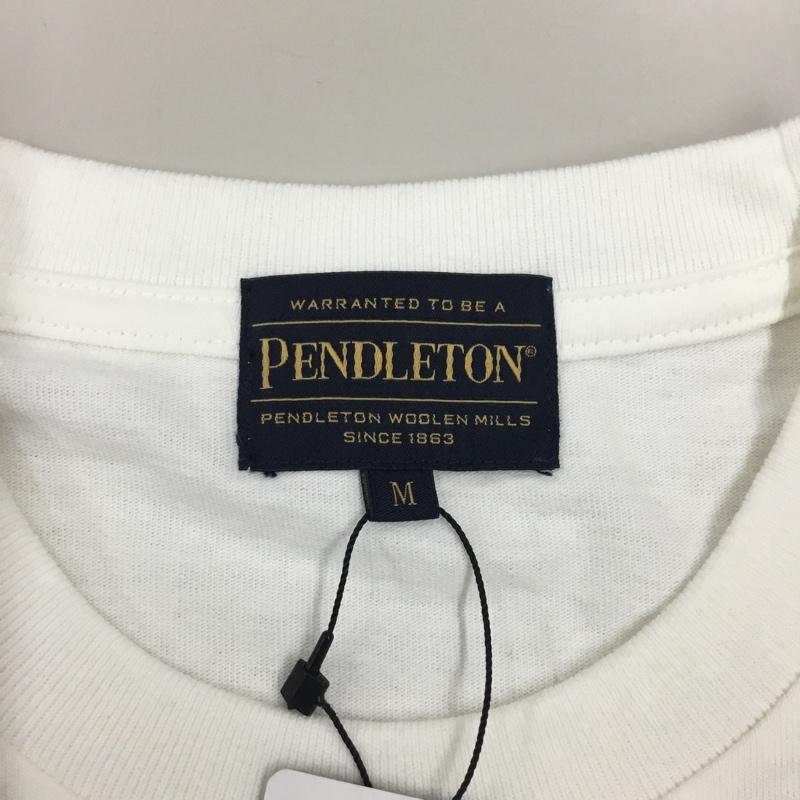 WARRANTED TO BE A
PENDLETON®
PENDLETON WOOLEN MILLS
SINCE 1863
M